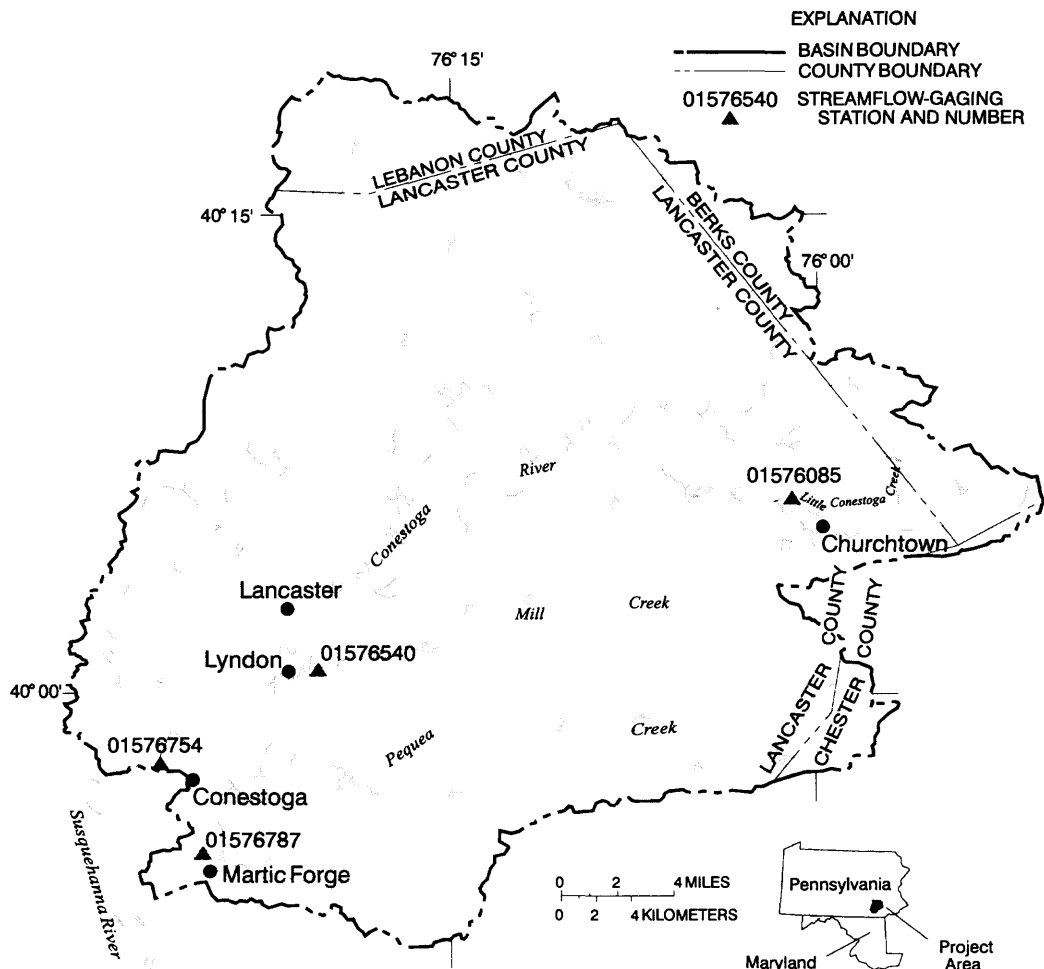 EXPLANATION
BASIN BOUNDARY
COUNTY BOUNDARY
01576540
STREAMFLOW-GAGING
STATION AND NUMBER
76° 15'
LEBANON COUNTY
LANCASTER COUNTY
40° 15'
BERKS COUNTY
LANCASTER COUNTY
76° 00'
River
Conestoga
01576085
Little Conestoga Creek
Churchtown
Lancaster
Mill
Creek
Lyndon
01576540
LANCASTER COUNTY
CHESTER COUNTY
40° 00'
Pequea
Creek
01576754
Conestoga
01576787
Martic Forge
Susquehanna River
0 2 4 MILES
0 2 4 KILOMETERS
Pennsylvania
Maryland
Project
Area